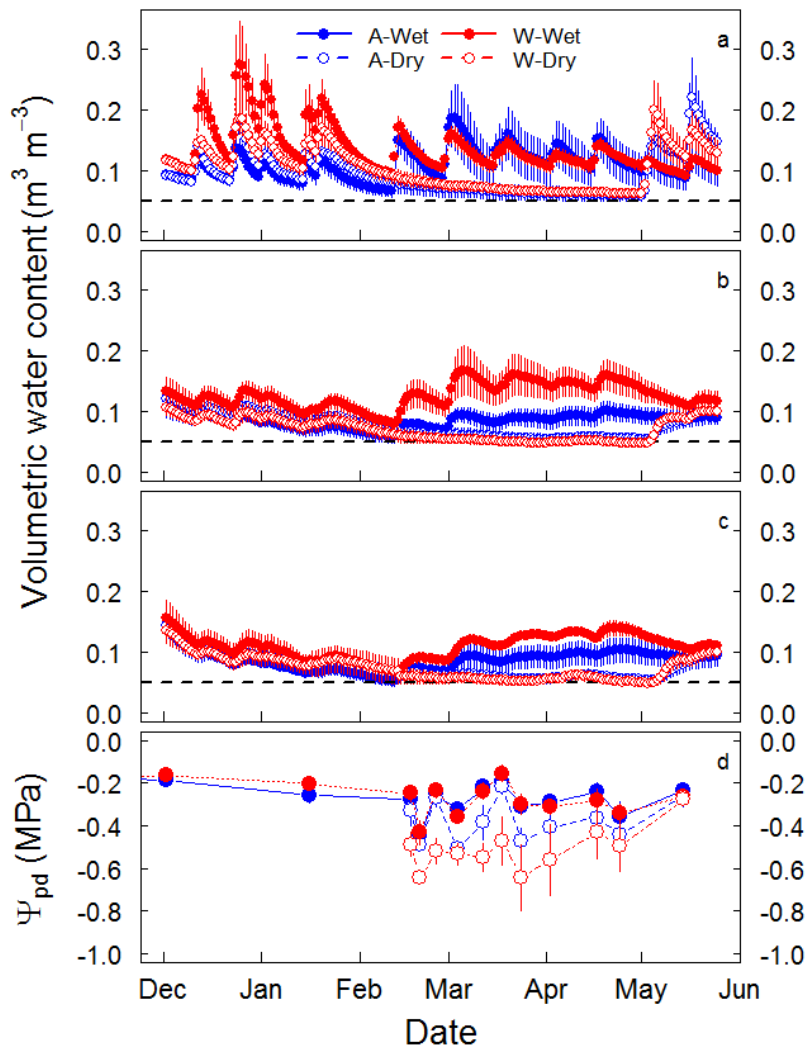 A-Wet W-Wet
A-Dry W-Dry
a
0.3 0.3
0.2 0.2
0.1 0.1
0.0 0.0
b
0.3 0.3
0.2 0.2
0.1 0.1
0.0 0.0
c
0.3 0.3
0.2 0.2
0.1 0.1
0.0 0.0
Volumetric water content (m³ m⁻³)
d
0.0 0.0
-0.2 -0.2
-0.4 -0.4
-0.6 -0.6
-0.8 -0.8
-1.0 -1.0
Ψpd (MPa)
Dec Jan Feb Mar Apr May Jun
Date